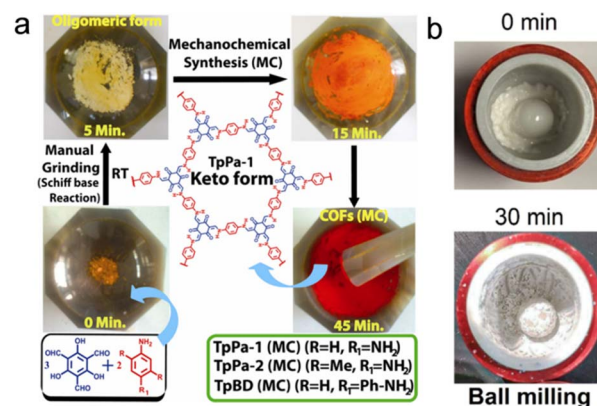 a
Oligomeric form
5 Min.
Mechanochemical
Synthesis (MC)
15 Min.
Manual
Grinding
(Schiff base
Reaction)
RT
TpPa-1
Keto form
0 Min.
COFs (MC)
45 Min.
CHO
OH
CHO
HO
OH
CHO
3
+
2
NH2
R
R
R1
TpPa-1 (MC) (R=H, R1=NH2)
TpPa-2 (MC) (R=Me, R1=NH2)
TpBD (MC) (R=H, R1=Ph-NH2)
b
0 min
30 min
Ball milling